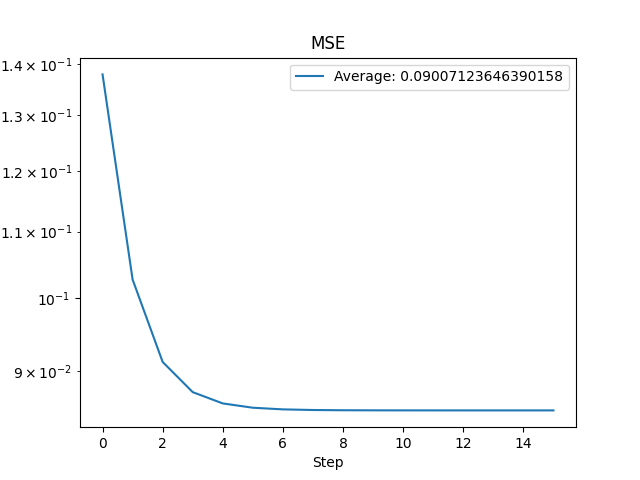 MSE
1.4 × 10⁻¹
1.3 × 10⁻¹
1.2 × 10⁻¹
1.1 × 10⁻¹
10⁻¹
9 × 10⁻²
Average: 0.09007123646390158
0 2 4 6 8 10 12 14
Step